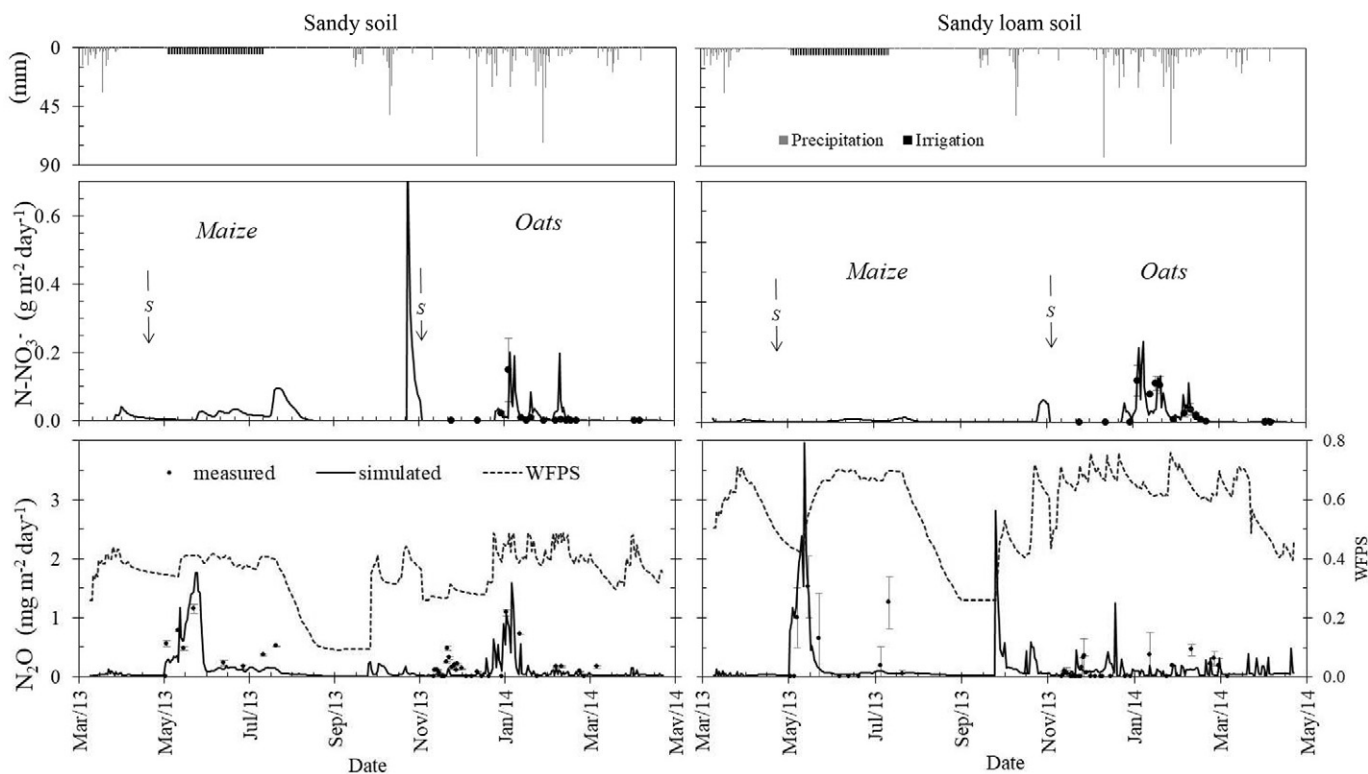 Sandy soil
Sandy loam soil
(mm)
0
45
90
Precipitation Irrigation
N-NO₃⁻ (g m⁻² day⁻¹)
0.6
0.4
0.2
0.0
Maize
Oats
S
S
Maize
Oats
S
S
N₂O (mg m⁻² day⁻¹)
3
2
1
0
measured simulated WFPS
0.8
0.6
0.4
0.2
0.0
WFPS
Mar/13 May/13 Jul/13 Sep/13 Nov/13 Jan/14 Mar/14 May/14
Mar/13 May/13 Jul/13 Sep/13 Nov/13 Jan/14 Mar/14 May/14
Date
Date